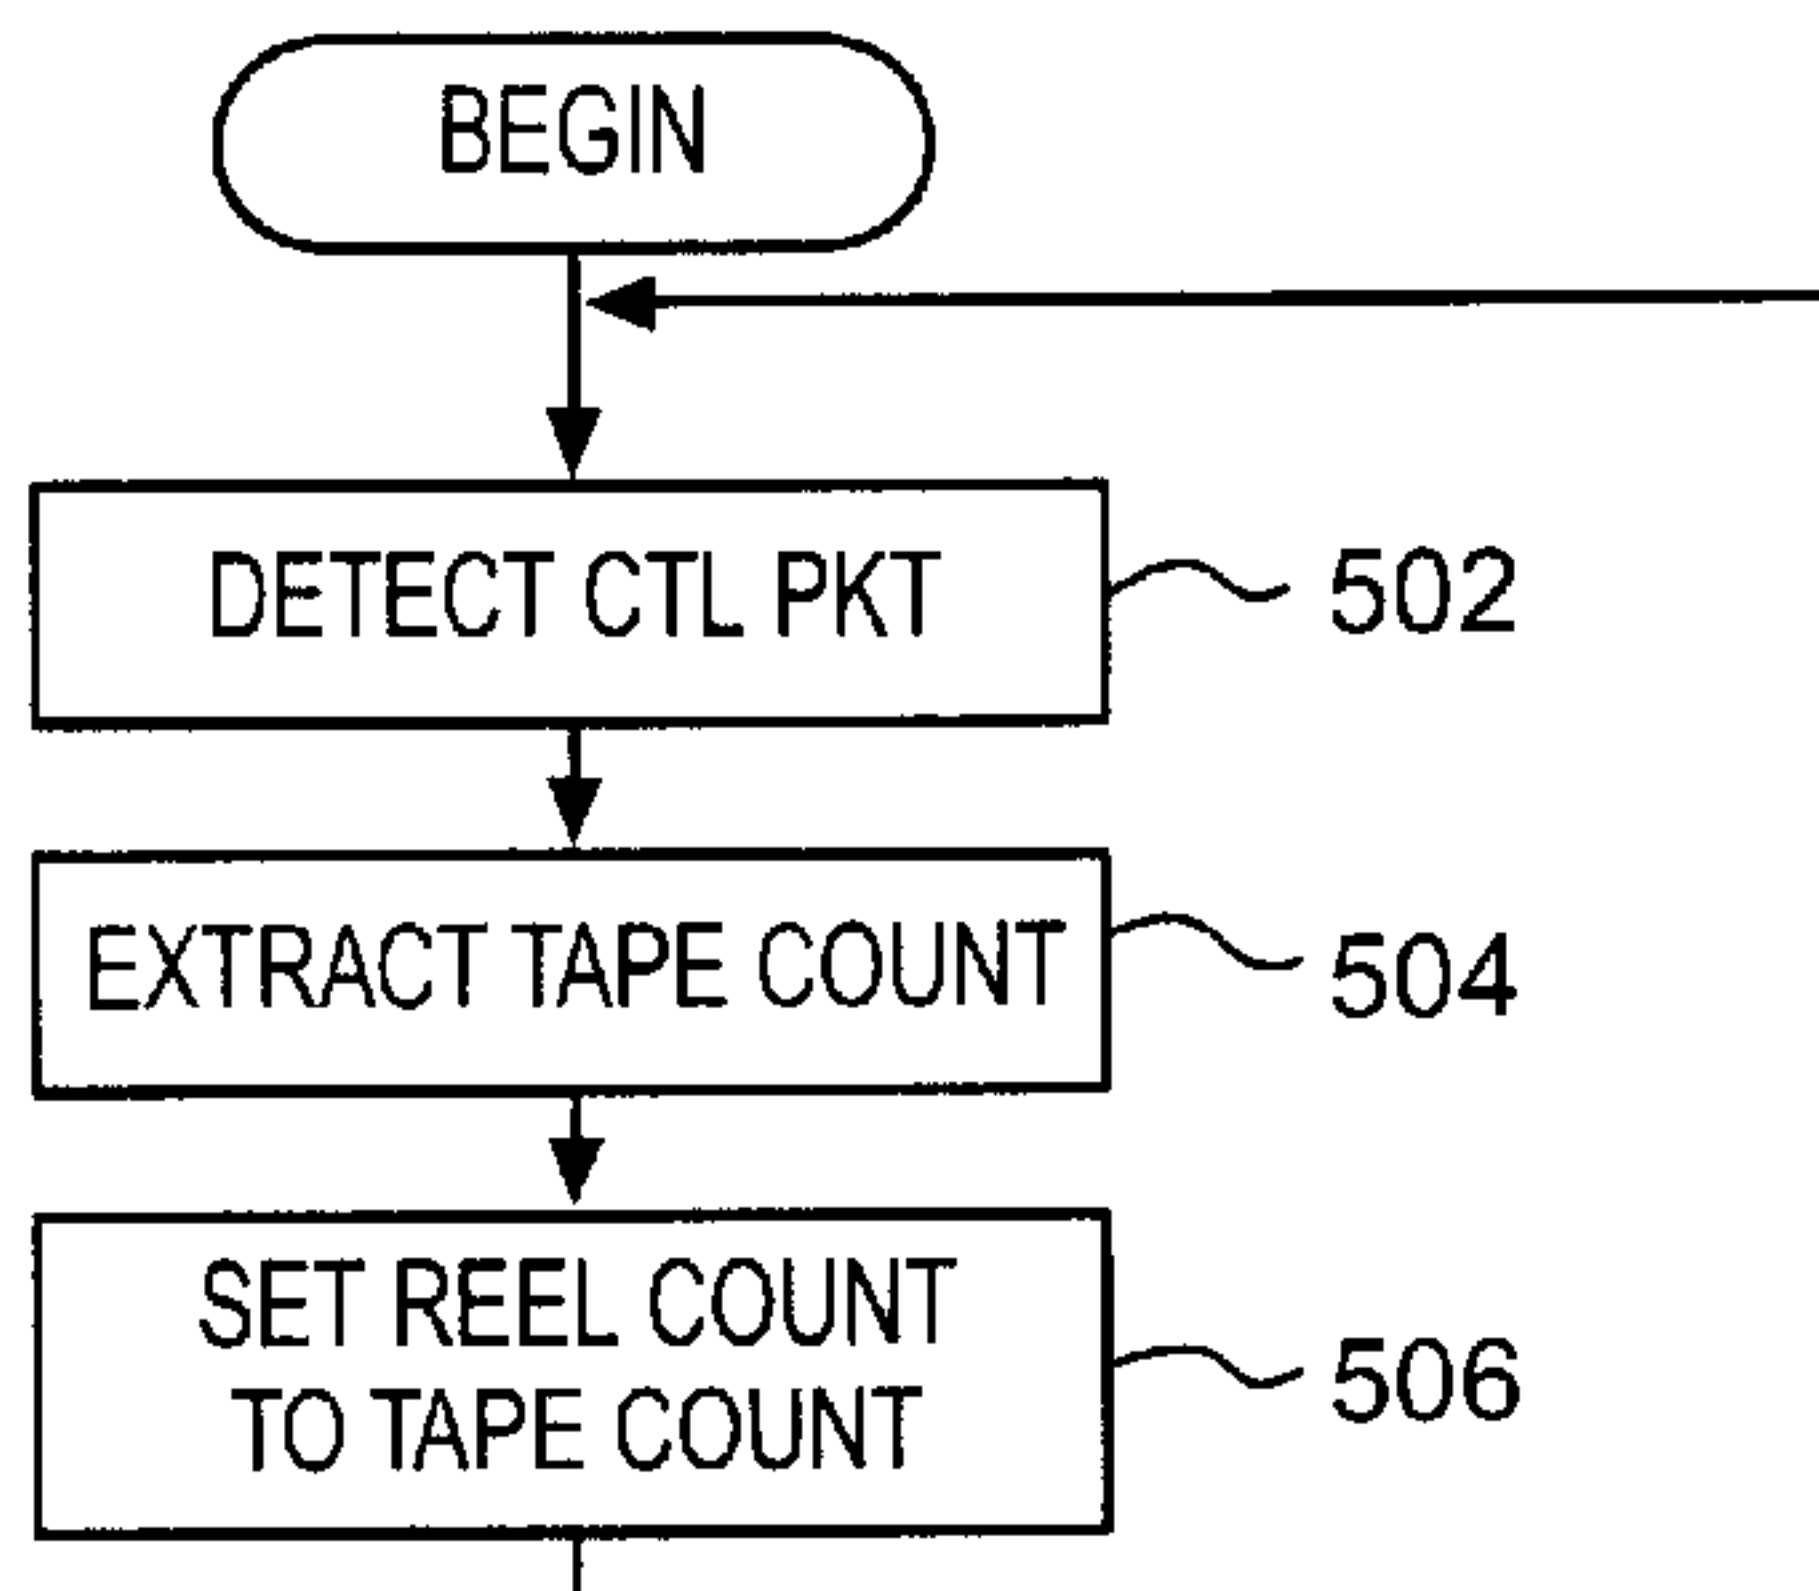 BEGIN
DETECT CTL PKT
502
EXTRACT TAPE COUNT
504
SET REEL COUNT
TO TAPE COUNT
506